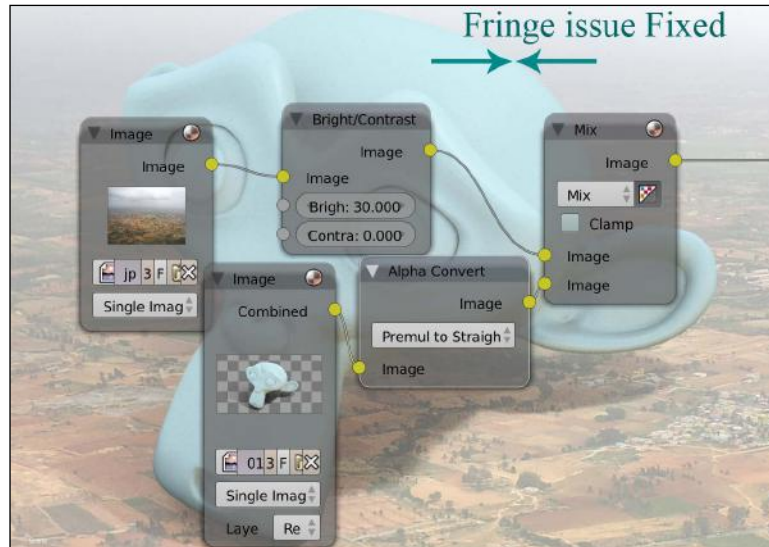 Fringe issue Fixed
Image
Image
jp 3 F
Single Imag
Bright/Contrast
Image
Image
Brigh: 30.000
Contra: 0.000
Mix
Image
Mix
Clamp
Image
Image
Image
Combined
01 3 F
Single Imag
Laye Re
Alpha Convert
Image
Premul to Straigh
Image